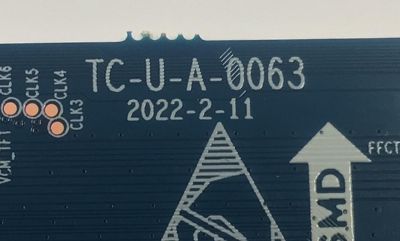 TC-U-A-0063
2022-2-11
CLK6
CLK5
CLK4
CLK3
VCM_TFT
SMD
FFCT